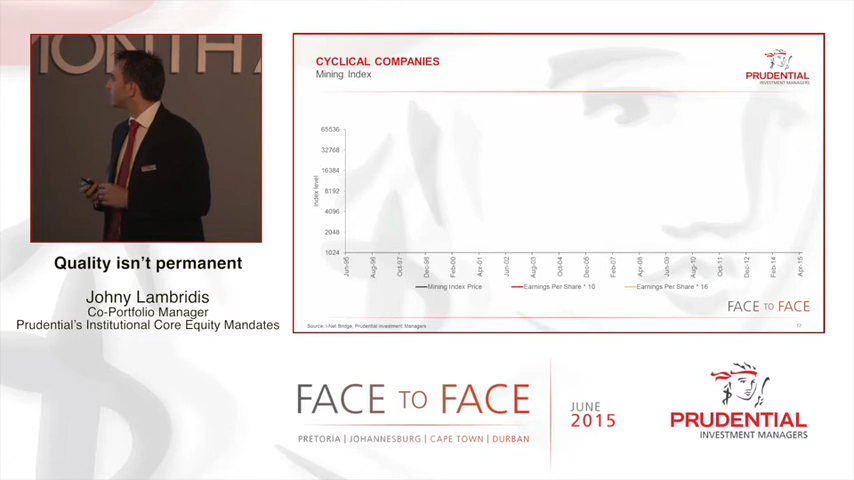 MONTH
Quality isn't permanent
Johny Lambridis
Co-Portfolio Manager
Prudential's Institutional Core Equity Mandates
CYCLICAL COMPANIES
Mining Index
PRUDENTIAL
INVESTMENT MANAGERS
Index level
65536
32768
16384
8192
4096
2048
1024
Jun-95
Aug-96
Oct-97
Dec-98
Feb-00
Apr-01
Jun-02
Aug-03
Oct-04
Dec-05
Feb-07
Apr-08
Jun-09
Aug-10
Oct-11
Dec-12
Feb-14
Apr-15
Mining Index Price
Earnings Per Share * 10
Earnings Per Share * 16
FACE TO FACE
Source: I-Net Bridge, Prudential Investment Managers
17
FACE TO FACE
PRETORIA | JOHANNESBURG | CAPE TOWN | DURBAN
JUNE
2015
PRUDENTIAL
INVESTMENT MANAGERS